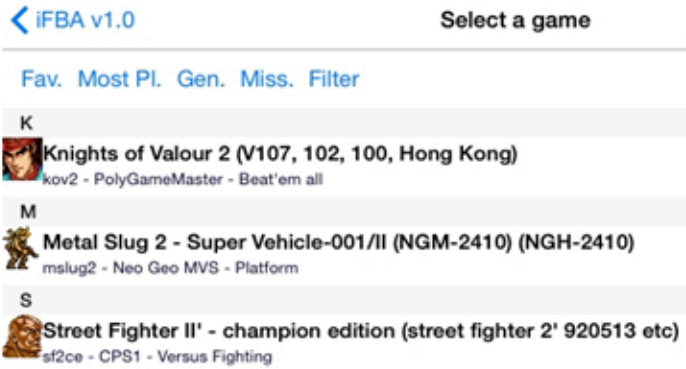 iFBA v1.0 Select a game
Fav. Most Pl. Gen. Miss. Filter
K
Knights of Valour 2 (V107, 102, 100, Hong Kong)
kov2 - PolyGameMaster - Beat'em all
M
Metal Slug 2 - Super Vehicle-001/II (NGM-2410) (NGH-2410)
mslug2 - Neo Geo MVS - Platform
S
Street Fighter II' - champion edition (street fighter 2' 920513 etc)
sf2ce - CPS1 - Versus Fighting